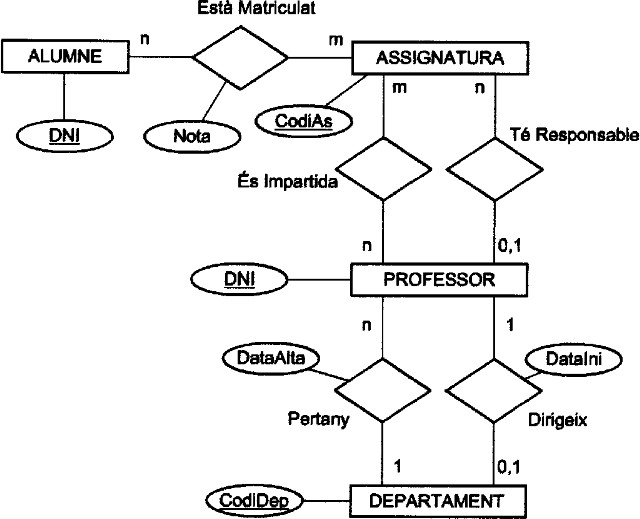 Està Matriculat
n
m
ALUMNE
ASSIGNATURA
m
n
DNI
Nota
CodiAs
Té Responsable
És Impartida
n
0,1
DNI
PROFESSOR
n
1
DataAlta
DataIni
Pertany
Dirigeix
1
0,1
CodiDep
DEPARTAMENT